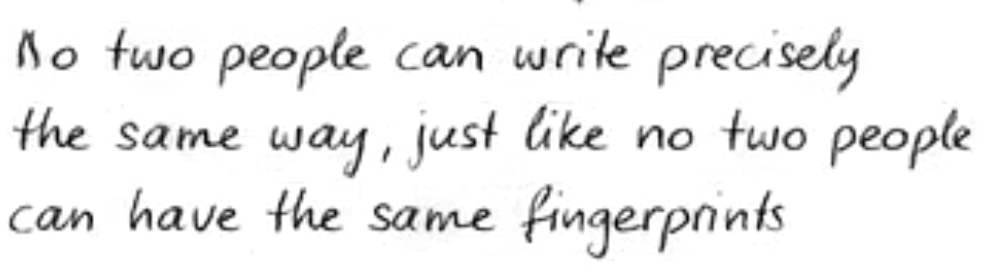 No two people can write precisely
the same way, just like no two people
can have the same fingerprints